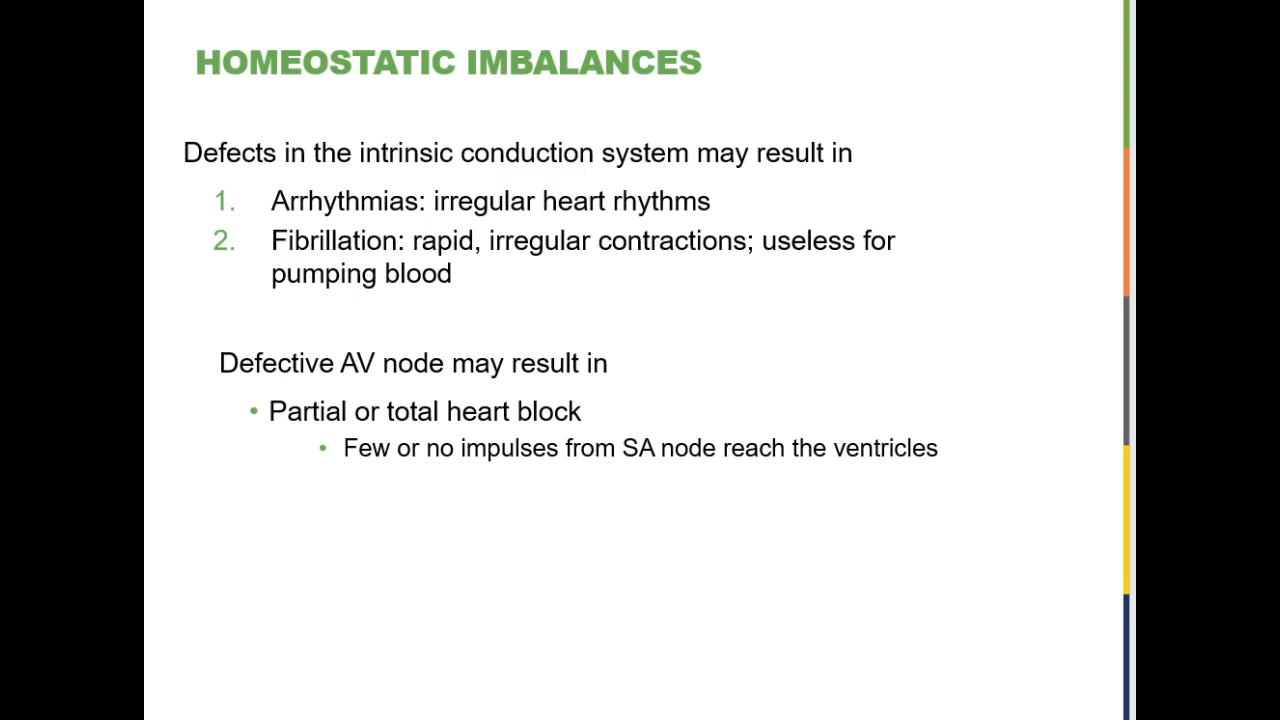 HOMEOSTATIC IMBALANCES
Defects in the intrinsic conduction system may result in
1. Arrhythmias: irregular heart rhythms
2. Fibrillation: rapid, irregular contractions; useless for
pumping blood
Defective AV node may result in
• Partial or total heart block
• Few or no impulses from SA node reach the ventricles